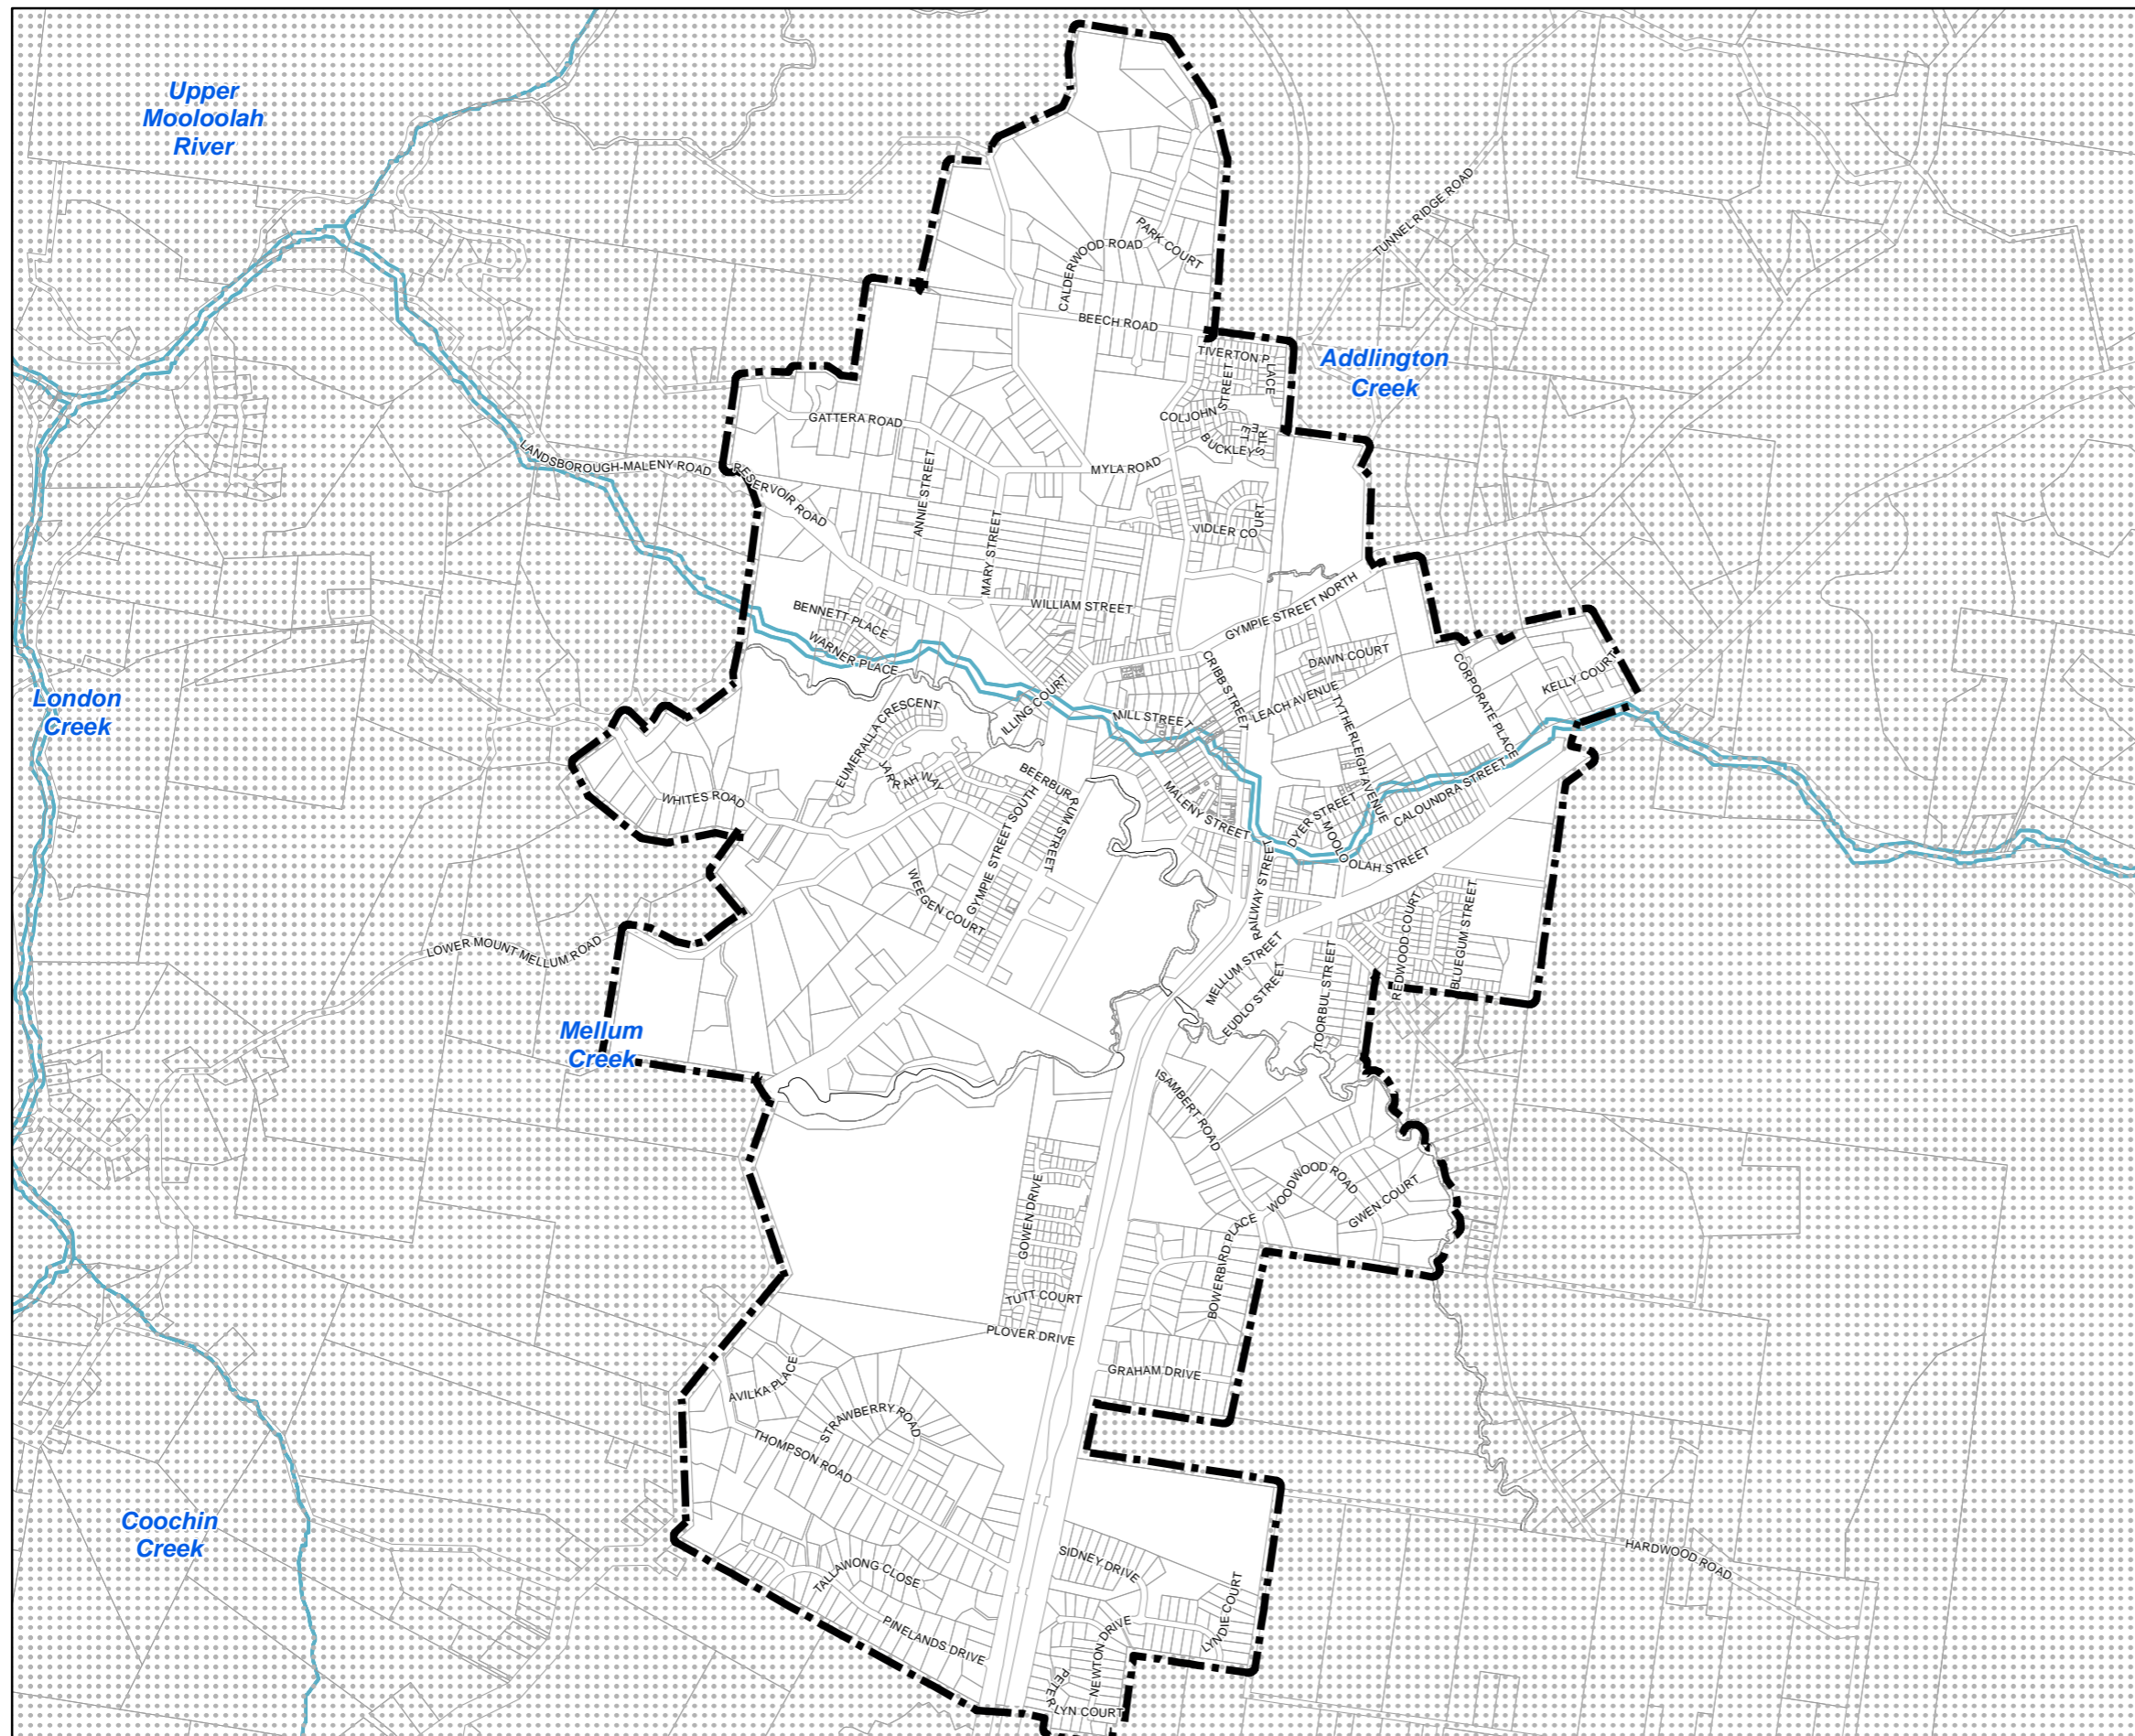 Upper
Mooloolah
River
TUNNEL RIDGE ROAD
PARK COURT
CALDERWOOD ROAD
BEECH ROAD
TIVERTON PLACE
Addlington
Creek
COLJOHN STREET
GATTERA ROAD
BUCKLEY STREET
LANDSBOROUGH-MALENY ROAD
RESERVOIR ROAD
MYLA ROAD
ANNIE STREET
MARY STREET
VIDLER COURT
WILLIAM STREET
GYMPIE STREET NORTH
BENNETT PLACE
WARNER PLACE
CRIBB STREET
DAWN COURT
CORPORATE PLACE
KELLY COURT
London
Creek
ILLING COURT
MILL STREET
LEACH AVENUE
TYTHERLEIGH AVENUE
EUMERALLA CRESCENT
JARRAH WAY
BEERBURRUM STREET
WHITES ROAD
MALENY STREET
DYER STREET
CALOUNDRA STREET
MOOLOOLAH STREET
GYMPIE STREET SOUTH
WEEGEN COURT
RAILWAY STREET
REDWOOD COURT
BLUEGUM STREET
LOWER MOUNT MELLUM ROAD
MELLUM STREET
EUDLO STREET
TOORBUL STREET
Mellum
Creek
ISAMBERT ROAD
WOODWOOD ROAD
GWEN COURT
GOWEN DRIVE
BOWERBIRD PLACE
TUTT COURT
PLOVER DRIVE
GRAHAM DRIVE
AVILKA PLACE
STRAWBERRY ROAD
THOMPSON ROAD
Coochin
Creek
SIDNEY DRIVE
HARDWOOD ROAD
TALLAWONG CLOSE
LYNDIE COURT
PINELANDS DRIVE
NEWTON DRIVE
PETER LYN COURT